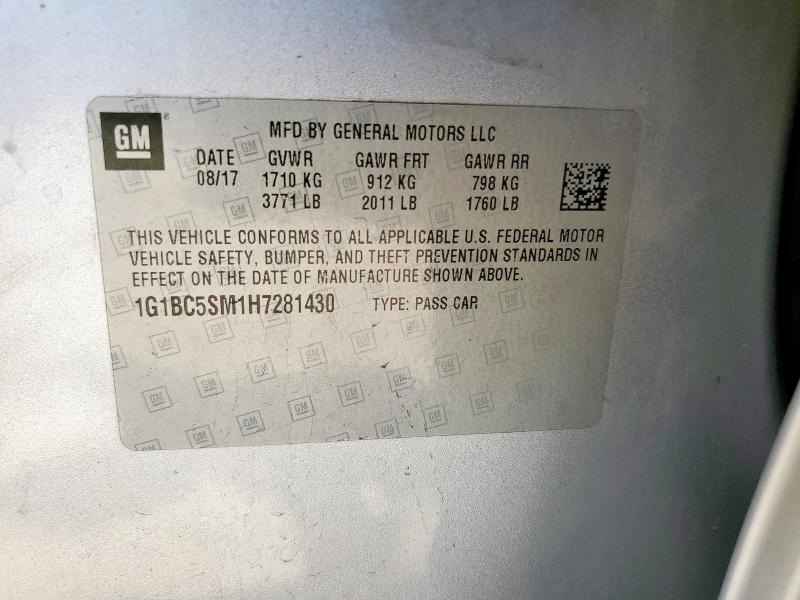 GM
MFD BY GENERAL MOTORS LLC
DATE GVWR GAWR FRT GAWR RR
08/17 1710 KG 912 KG 798 KG
3771 LB 2011 LB 1760 LB
THIS VEHICLE CONFORMS TO ALL APPLICABLE U.S. FEDERAL MOTOR
VEHICLE SAFETY, BUMPER, AND THEFT PREVENTION STANDARDS IN
EFFECT ON THE DATE OF MANUFACTURE SHOWN ABOVE.
1G1BC5SM1H7281430 TYPE: PASS CAR